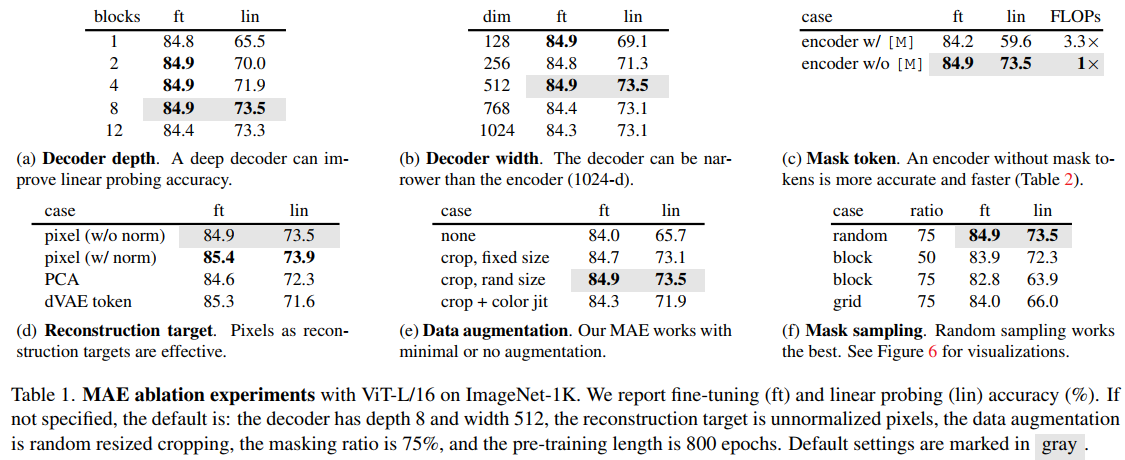 blocks ft lin
1 84.8 65.5
2 84.9 70.0
4 84.9 71.9
8 84.9 73.5
12 84.4 73.3
(a) Decoder depth. A deep decoder can im-
prove linear probing accuracy.
dim ft lin
128 84.9 69.1
256 84.8 71.3
512 84.9 73.5
768 84.4 73.1
1024 84.3 73.1
(b) Decoder width. The decoder can be nar-
rower than the encoder (1024-d).
case ft lin FLOPs
encoder w/ [M] 84.2 59.6 3.3×
encoder w/o [M] 84.9 73.5 1×
(c) Mask token. An encoder without mask to-
kens is more accurate and faster (Table 2).
case ft lin
pixel (w/o norm) 84.9 73.5
pixel (w/ norm) 85.4 73.9
PCA 84.6 72.3
dVAE token 85.3 71.6
(d) Reconstruction target. Pixels as recon-
struction targets are effective.
case ft lin
none 84.0 65.7
crop, fixed size 84.7 73.1
crop, rand size 84.9 73.5
crop + color jit 84.3 71.9
(e) Data augmentation. Our MAE works with
minimal or no augmentation.
case ratio ft lin
random 75 84.9 73.5
block 50 83.9 72.3
block 75 82.8 63.9
grid 75 84.0 66.0
(f) Mask sampling. Random sampling works
the best. See Figure 6 for visualizations.
Table 1. MAE ablation experiments with ViT-L/16 on ImageNet-1K. We report fine-tuning (ft) and linear probing (lin) accuracy (%). If
not specified, the default is: the decoder has depth 8 and width 512, the reconstruction target is unnormalized pixels, the data augmentation
is random resized cropping, the masking ratio is 75%, and the pre-training length is 800 epochs. Default settings are marked in gray .